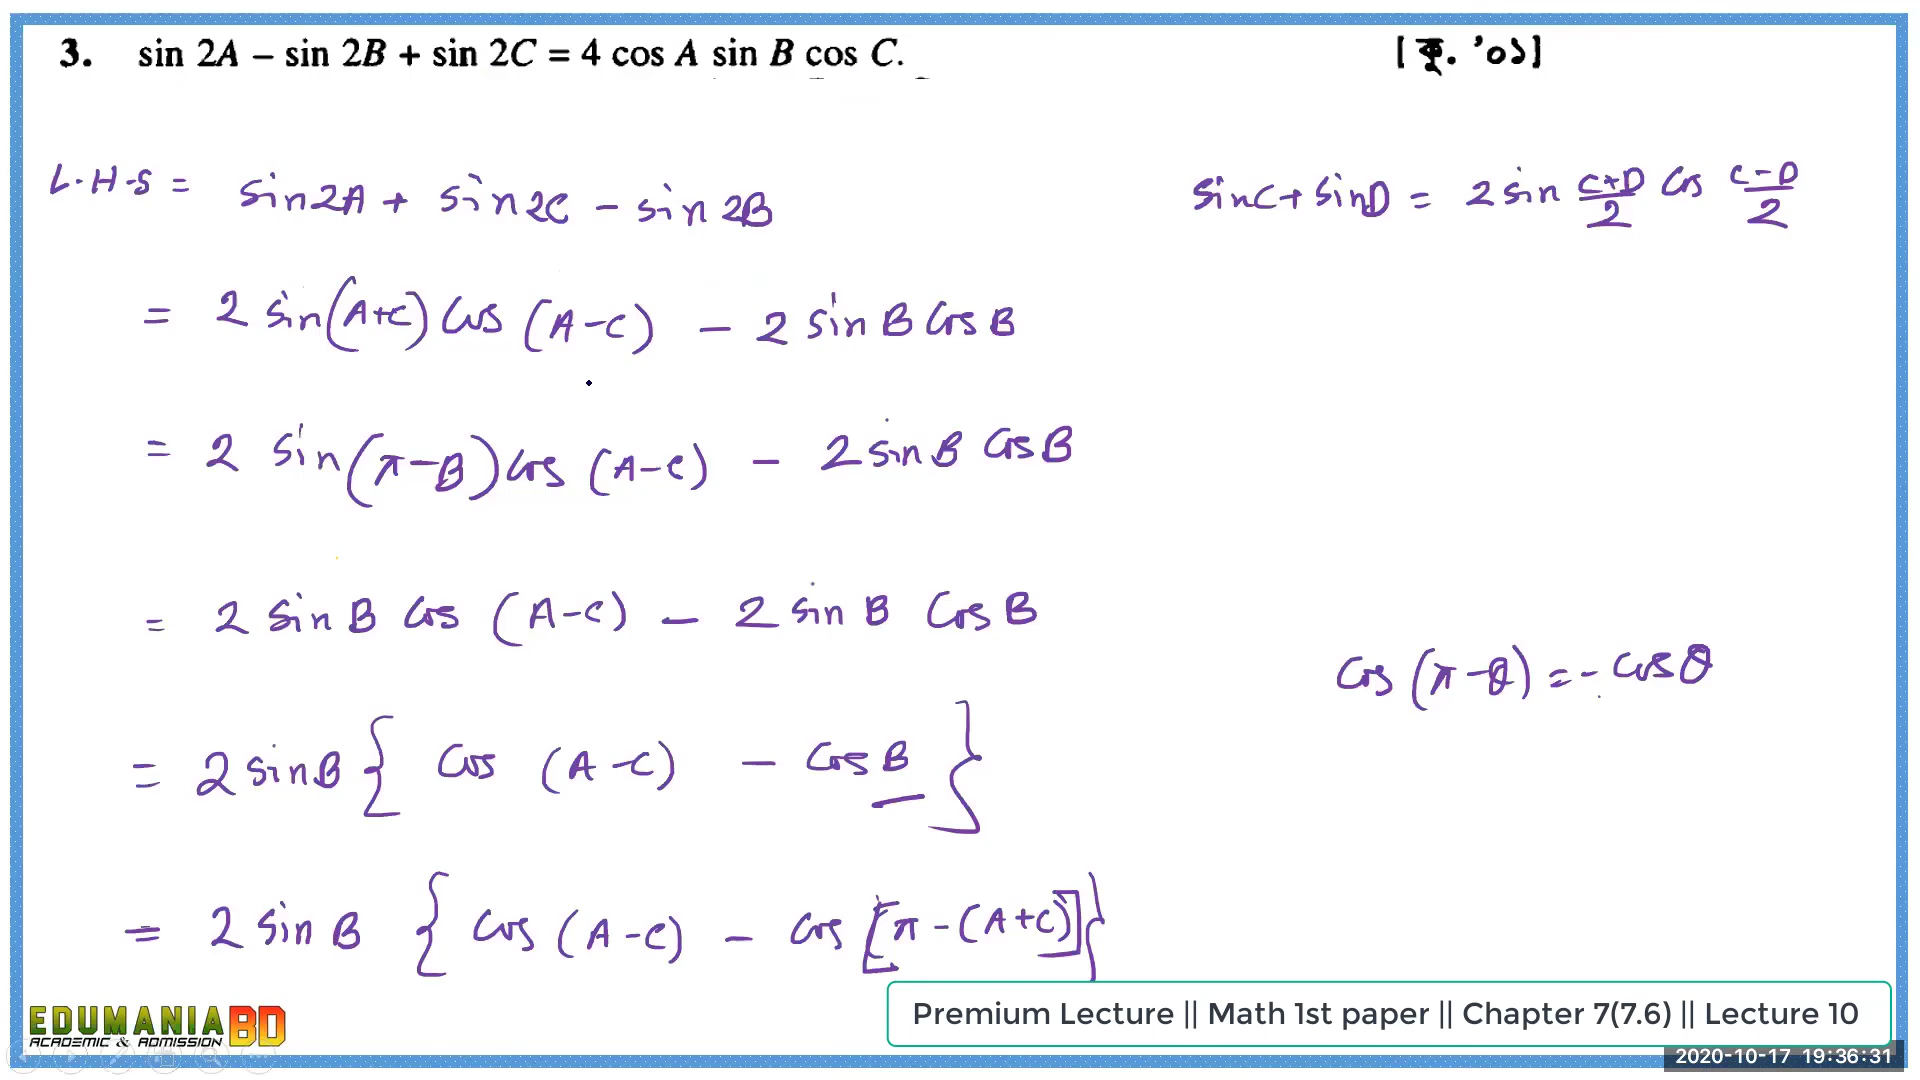 3. sin 2A – sin 2B + sin 2C = 4 cos A sin B cos C. [কু. '০১]
L.H.S = sin2A + sin2C - sin2B
sinC + sinD = 2 sin (C+D)/2 cos (C-D)/2
= 2 sin(A+C) cos (A-C) - 2 sin B cos B
= 2 sin(π-B) cos (A-C) - 2 sin B cos B
= 2 sin B cos (A-C) - 2 sin B cos B
cos (π-θ) = - cos θ
= 2 sin B { cos (A-C) - cos B }
= 2 sin B { cos (A-C) - cos [π-(A+C)]}
EDUMANIA BD
ACADEMIC & ADMISSION
Premium Lecture || Math 1st paper || Chapter 7(7.6) || Lecture 10
2020-10-17 19:36:31